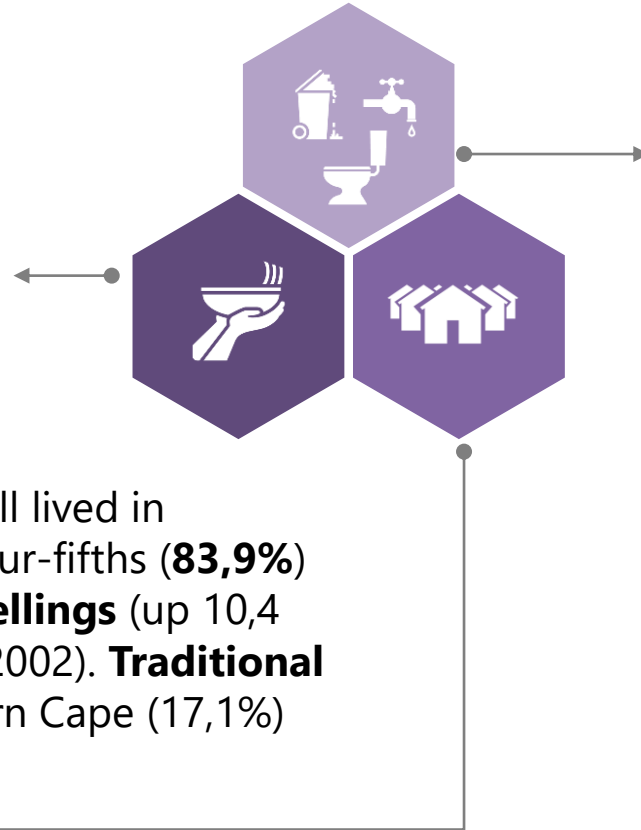 ll lived in
ur-fifths (83,9%)
ellings (up 10,4
2002). Traditional
rn Cape (17,1%)